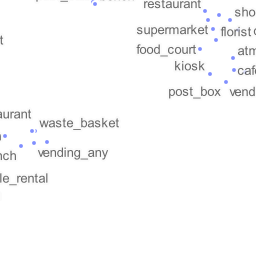 restaurant
sho
supermarket
florist
food_court
atm
kiosk
cafe
post_box
vend
aurant
waste_basket
nch
vending_any
le_rental